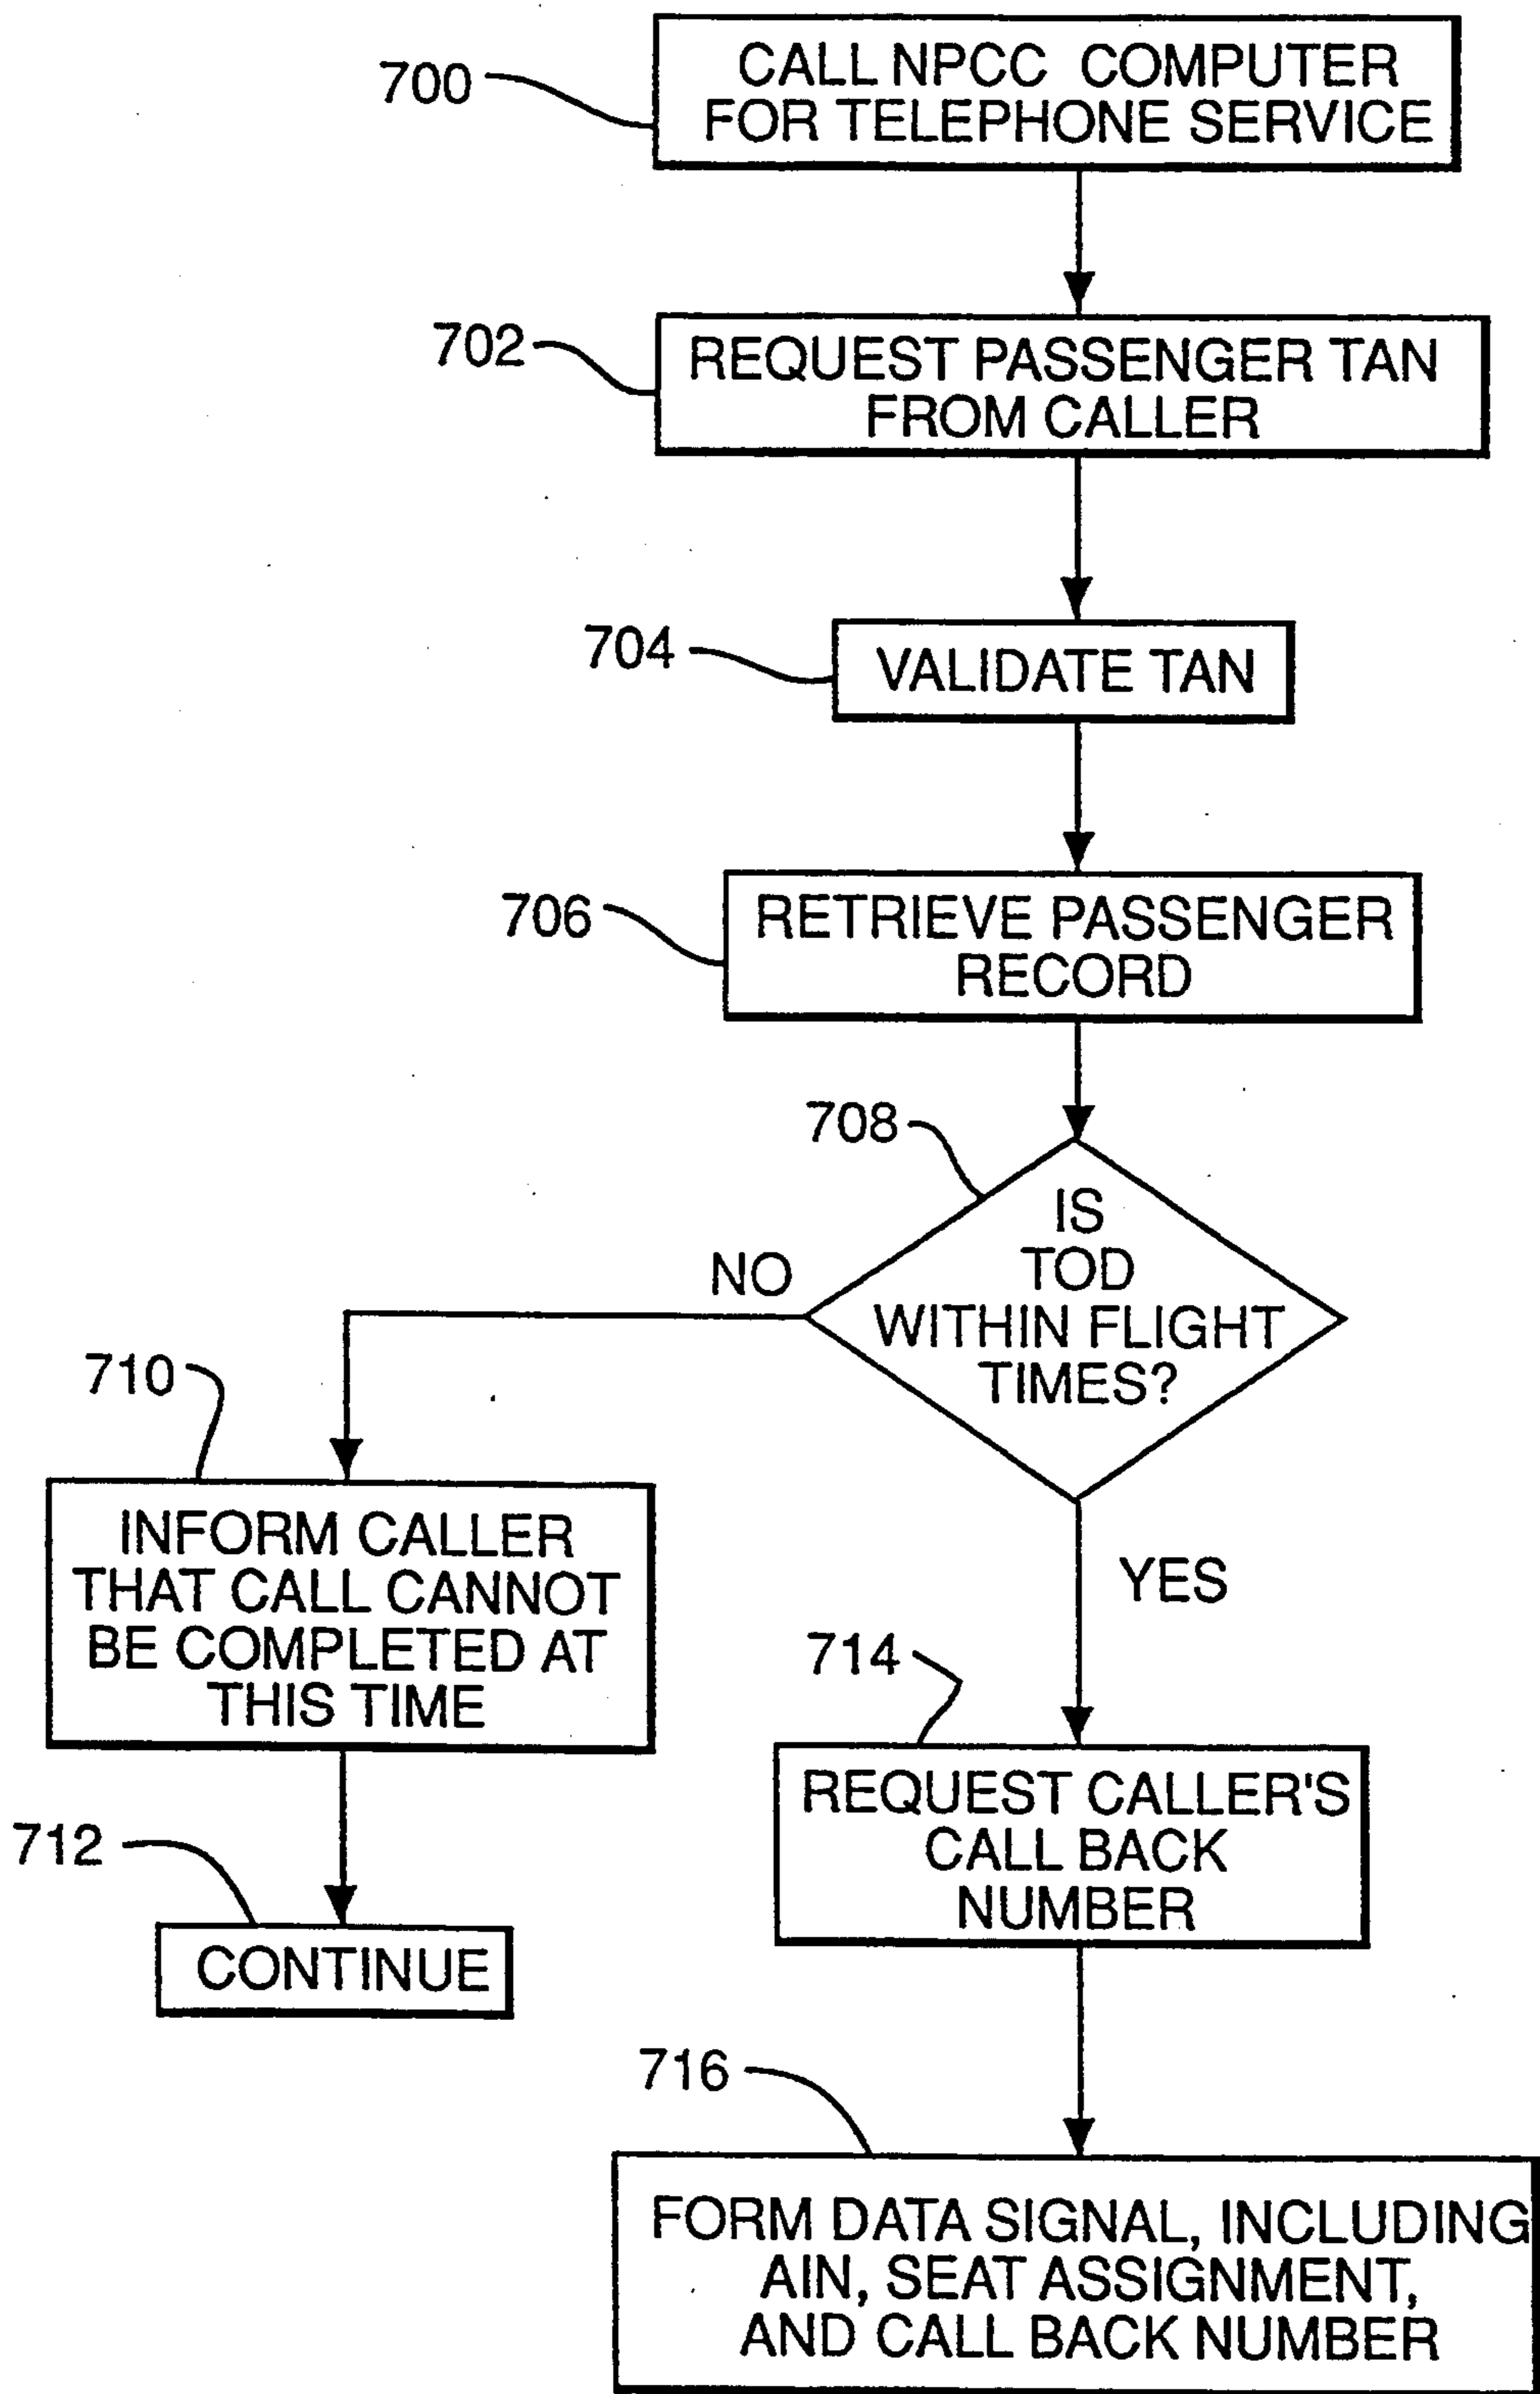 700
CALL NPCC COMPUTER
FOR TELEPHONE SERVICE
702
REQUEST PASSENGER TAN
FROM CALLER
704
VALIDATE TAN
706
RETRIEVE PASSENGER
RECORD
708
IS
TOD
WITHIN FLIGHT
TIMES?
NO
YES
710
INFORM CALLER
THAT CALL CANNOT
BE COMPLETED AT
THIS TIME
712
CONTINUE
714
REQUEST CALLER'S
CALL BACK
NUMBER
716
FORM DATA SIGNAL, INCLUDING
AIN, SEAT ASSIGNMENT,
AND CALL BACK NUMBER